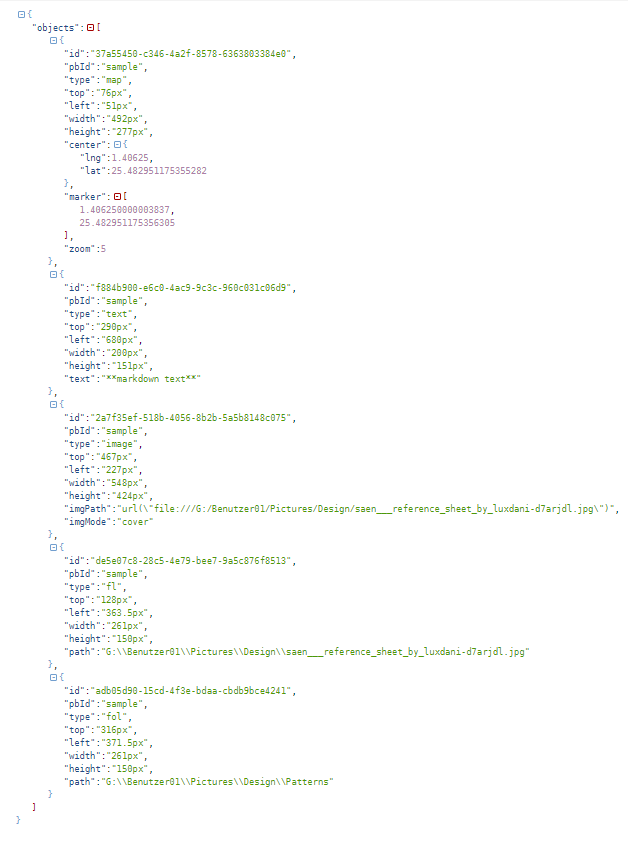 {
"objects":[
{
"id":"37a55450-c346-4a2f-8578-6363803384e0",
"pbId":"sample",
"type":"map",
"top":"76px",
"left":"51px",
"width":"492px",
"height":"277px",
"center":{
"lng":1.40625,
"lat":25.482951175355282
},
"marker":[
1.406250000003837,
25.482951175356305
],
"zoom":5
},
{
"id":"f884b900-e6c0-4ac9-9c3c-960c031c06d9",
"pbId":"sample",
"type":"text",
"top":"290px",
"left":"680px",
"width":"200px",
"height":"151px",
"text":"**markdown text**"
},
{
"id":"2a7f35ef-518b-4056-8b2b-5a5b8148c075",
"pbId":"sample",
"type":"image",
"top":"467px",
"left":"227px",
"width":"548px",
"height":"424px",
"imgPath":"url(\"file:///G:/Benutzer01/Pictures/Design/saen___reference_sheet_by_luxdani-d7arjdl.jpg\")",
"imgMode":"cover"
},
{
"id":"de5e07c8-28c5-4e79-bee7-9a5c876f8513",
"pbId":"sample",
"type":"fl",
"top":"128px",
"left":"363.5px",
"width":"261px",
"height":"150px",
"path":"G:\\Benutzer01\\Pictures\\Design\\saen___reference_sheet_by_luxdani-d7arjdl.jpg"
},
{
"id":"adb05d90-15cd-4f3e-bdaa-cbdb9bce4241",
"pbId":"sample",
"type":"fol",
"top":"316px",
"left":"371.5px",
"width":"261px",
"height":"150px",
"path":"G:\\Benutzer01\\Pictures\\Design\\Patterns"
}
]
}